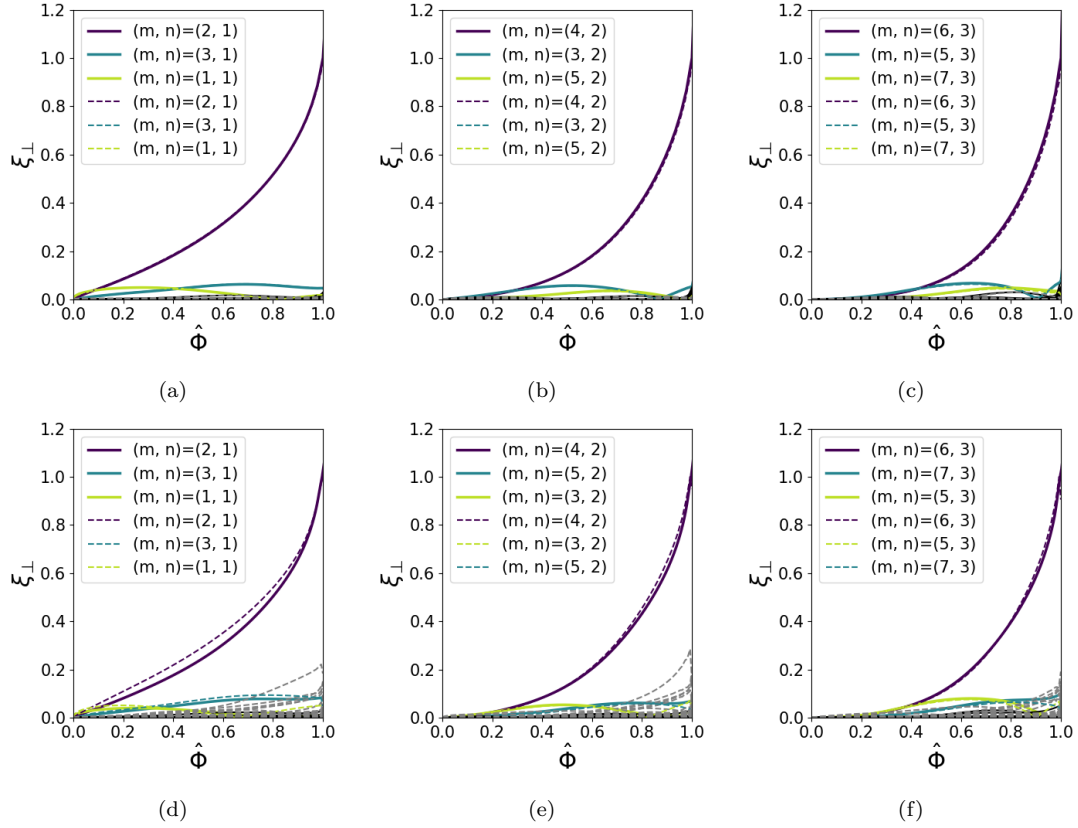 1.2
1.0
0.8
0.6
0.4
0.2
0.0
ξ⊥
(m, n)=(2, 1)
(m, n)=(3, 1)
(m, n)=(1, 1)
(m, n)=(2, 1)
(m, n)=(3, 1)
(m, n)=(1, 1)
0.0 0.2 0.4 0.6 0.8 1.0
Φ̂
(a)
1.2
1.0
0.8
0.6
0.4
0.2
0.0
ξ⊥
(m, n)=(4, 2)
(m, n)=(3, 2)
(m, n)=(5, 2)
(m, n)=(4, 2)
(m, n)=(3, 2)
(m, n)=(5, 2)
0.0 0.2 0.4 0.6 0.8 1.0
Φ̂
(b)
1.2
1.0
0.8
0.6
0.4
0.2
0.0
ξ⊥
(m, n)=(6, 3)
(m, n)=(5, 3)
(m, n)=(7, 3)
(m, n)=(6, 3)
(m, n)=(5, 3)
(m, n)=(7, 3)
0.0 0.2 0.4 0.6 0.8 1.0
Φ̂
(c)
1.2
1.0
0.8
0.6
0.4
0.2
0.0
ξ⊥
(m, n)=(2, 1)
(m, n)=(3, 1)
(m, n)=(1, 1)
(m, n)=(2, 1)
(m, n)=(3, 1)
(m, n)=(1, 1)
0.0 0.2 0.4 0.6 0.8 1.0
Φ̂
(d)
1.2
1.0
0.8
0.6
0.4
0.2
0.0
ξ⊥
(m, n)=(4, 2)
(m, n)=(5, 2)
(m, n)=(3, 2)
(m, n)=(4, 2)
(m, n)=(3, 2)
(m, n)=(5, 2)
0.0 0.2 0.4 0.6 0.8 1.0
Φ̂
(e)
1.2
1.0
0.8
0.6
0.4
0.2
0.0
ξ⊥
(m, n)=(6, 3)
(m, n)=(7, 3)
(m, n)=(5, 3)
(m, n)=(6, 3)
(m, n)=(5, 3)
(m, n)=(7, 3)
0.0 0.2 0.4 0.6 0.8 1.0
Φ̂
(f)